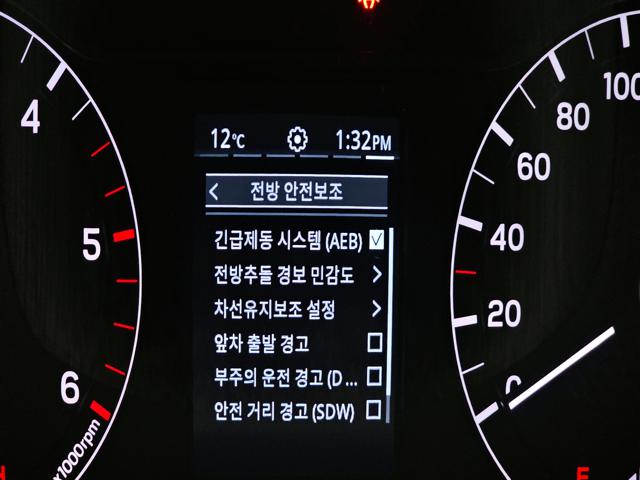 12°C 1:32PM
< 전방 안전보조
긴급제동 시스템 (AEB)
전방추돌 경보 민감도 >
차선유지보조 설정 >
앞차 출발 경고
부주의 운전 경고 (D ...
안전 거리 경고 (SDW)
4
5
6
x1000rpm
H
100
80
60
40
20
0
E